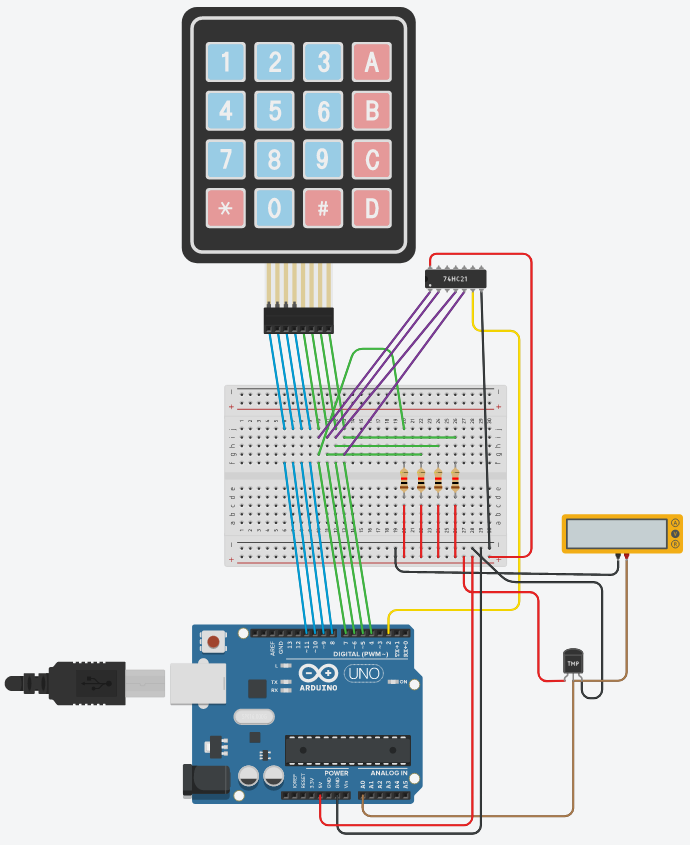 1 2 3 A
4 5 6 B
7 8 9 C
* 0 # D
74HC21
A
V
R
TMP
AREF
GND
13
12
~11
~10
~9
8
7
~6
~5
4
~3
2
TX→1
RX←0
DIGITAL (PWM~)
L
TX
RX
ARDUINO
UNO
ON
POWER
ANALOG IN
IOREF
RESET
3.3V
5V
GND
GND
Vin
A0
A1
A2
A3
A4
A5